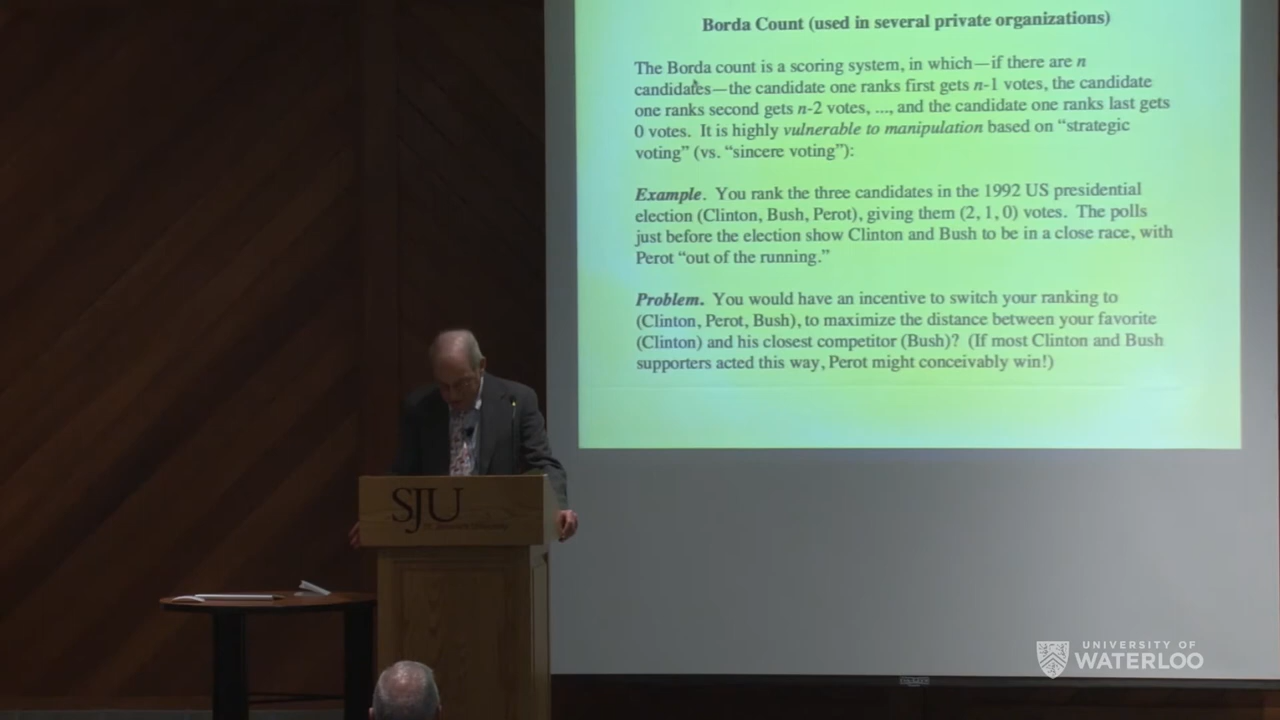 Borda Count (used in several private organizations)
The Borda count is a scoring system, in which—if there are n
candidates—the candidate one ranks first gets n-1 votes, the candidate
one ranks second gets n-2 votes, ..., and the candidate one ranks last gets
0 votes. It is highly vulnerable to manipulation based on “strategic
voting” (vs. “sincere voting”):
Example. You rank the three candidates in the 1992 US presidential
election (Clinton, Bush, Perot), giving them (2, 1, 0) votes. The polls
just before the election show Clinton and Bush to be in a close race, with
Perot “out of the running.”
Problem. You would have an incentive to switch your ranking to
(Clinton, Perot, Bush), to maximize the distance between your favorite
(Clinton) and his closest competitor (Bush)? (If most Clinton and Bush
supporters acted this way, Perot might conceivably win!)
SJU
UNIVERSITY OF
WATERLOO